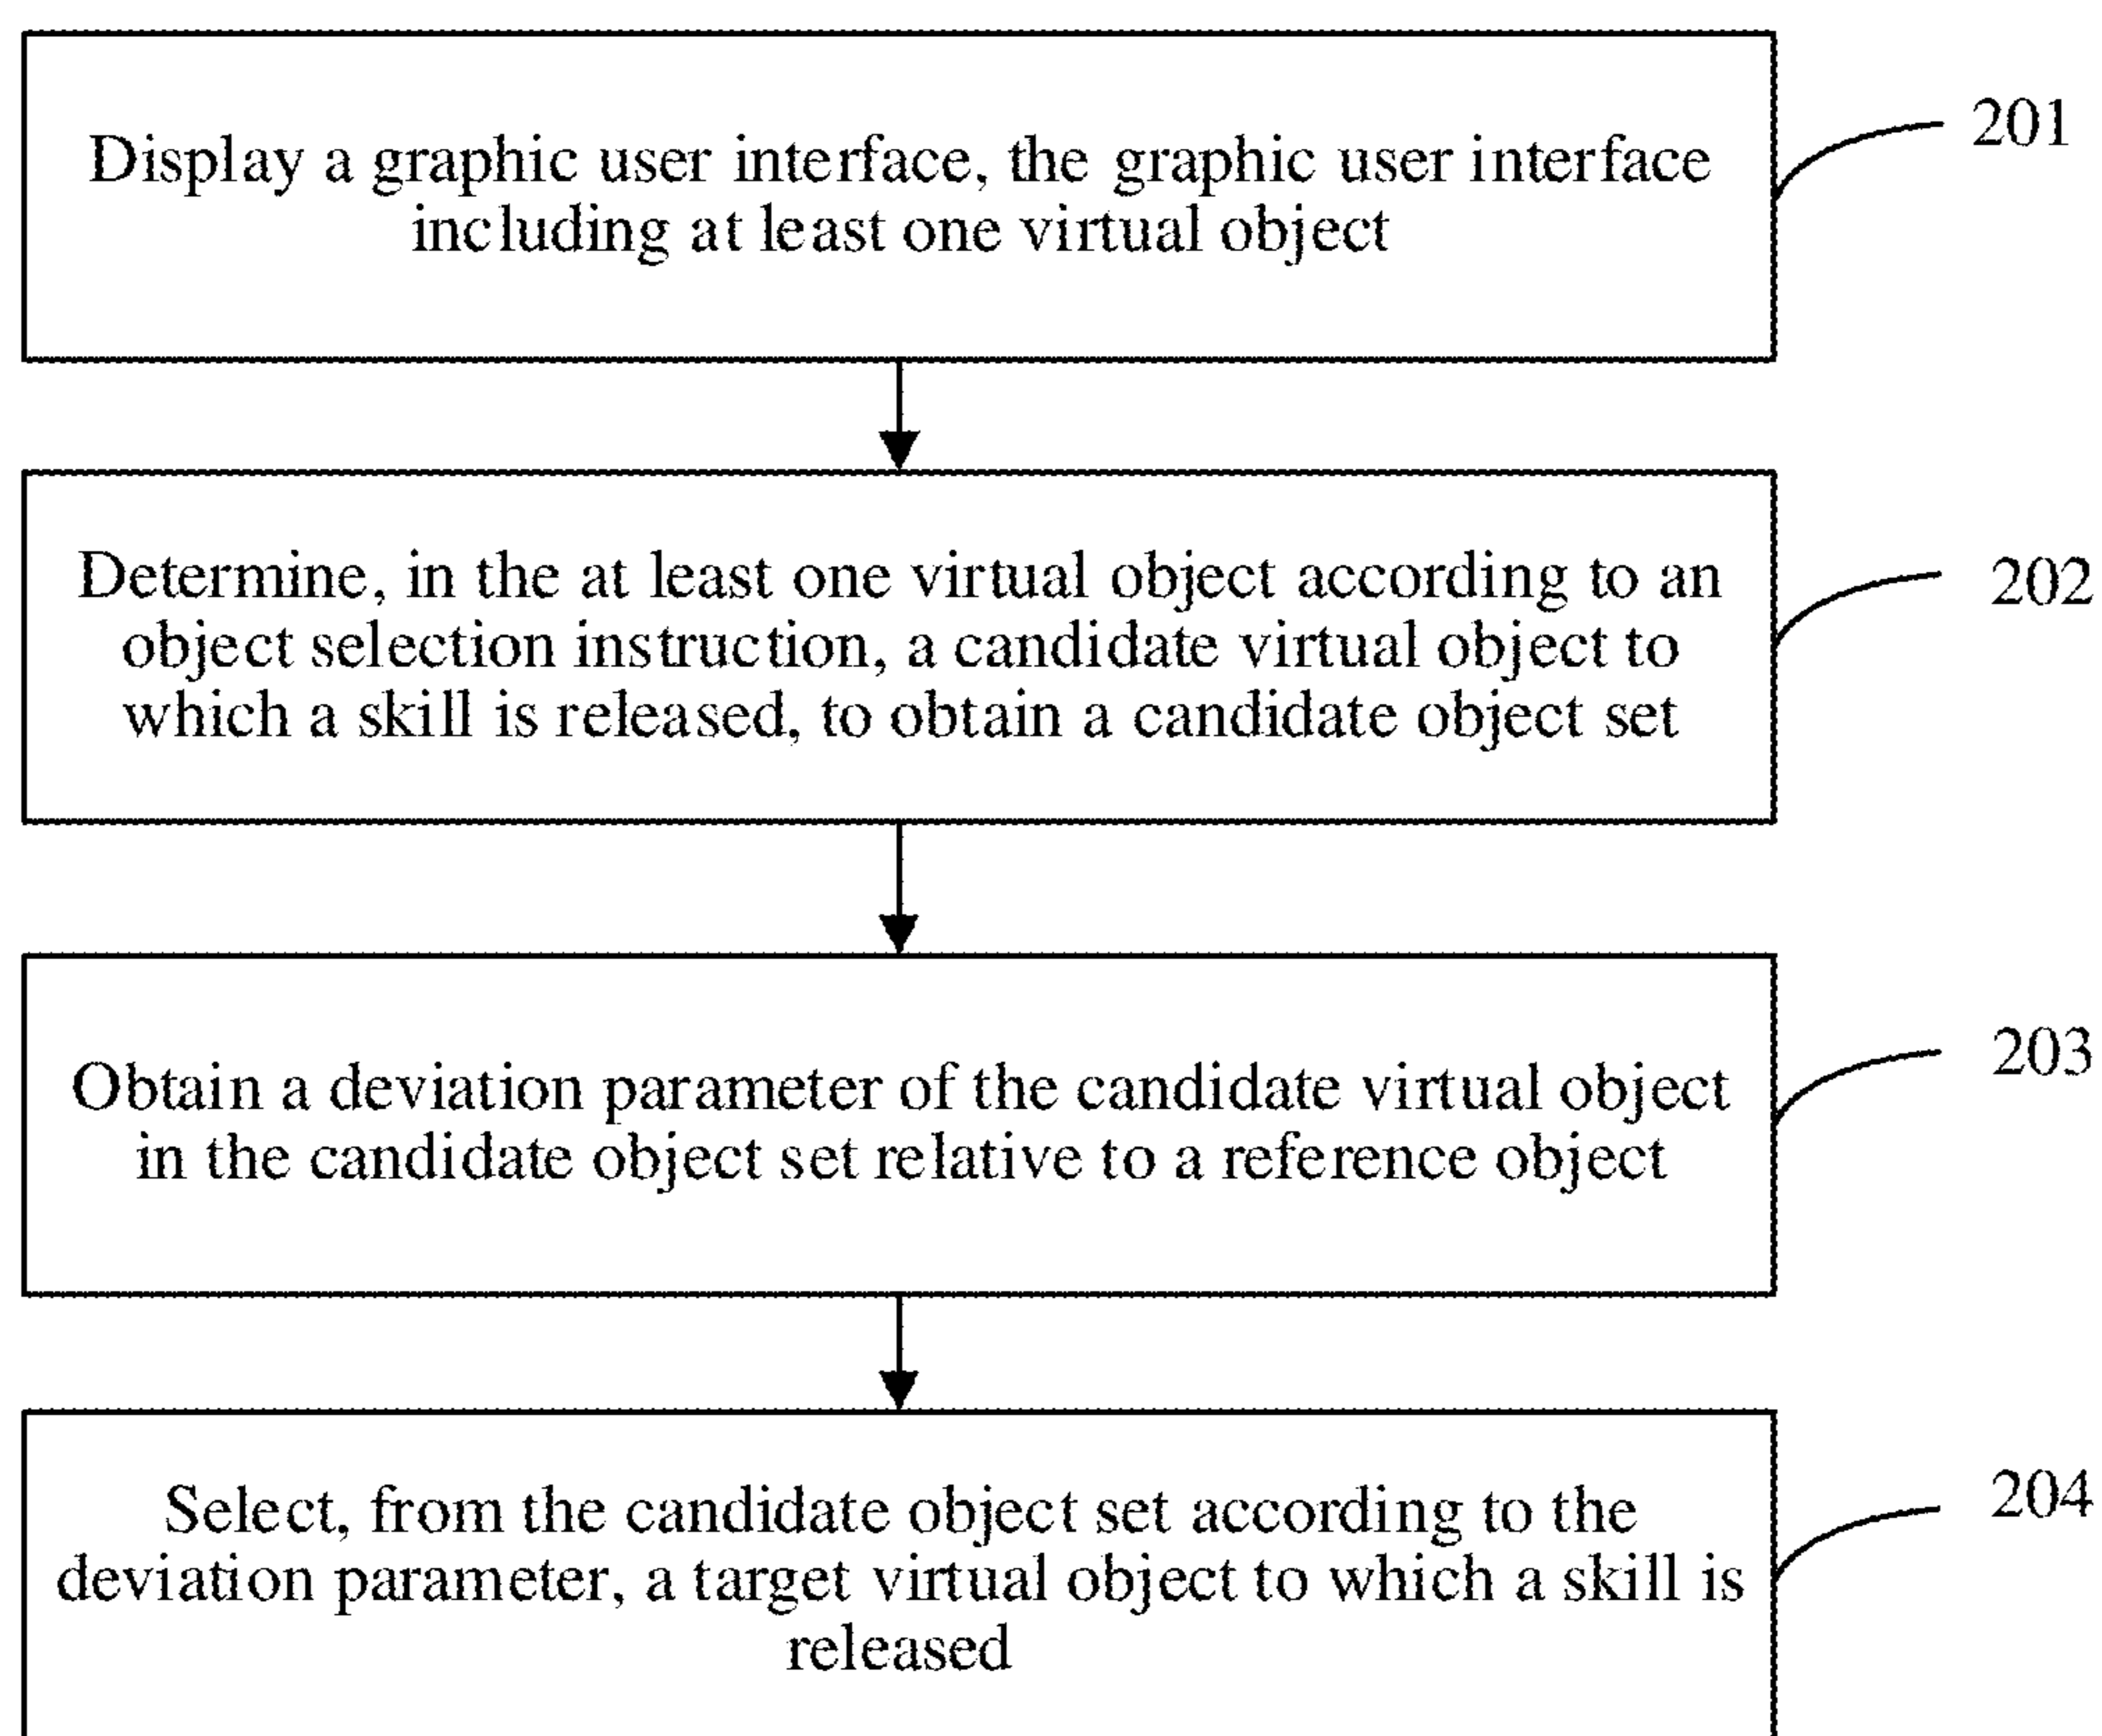 Display a graphic user interface, the graphic user interface
including at least one virtual object
201
Determine, in the at least one virtual object according to an
object selection instruction, a candidate virtual object to
which a skill is released, to obtain a candidate object set
202
Obtain a deviation parameter of the candidate virtual object
in the candidate object set relative to a reference object
203
Select, from the candidate object set according to the
deviation parameter, a target virtual object to which a skill is
released
204